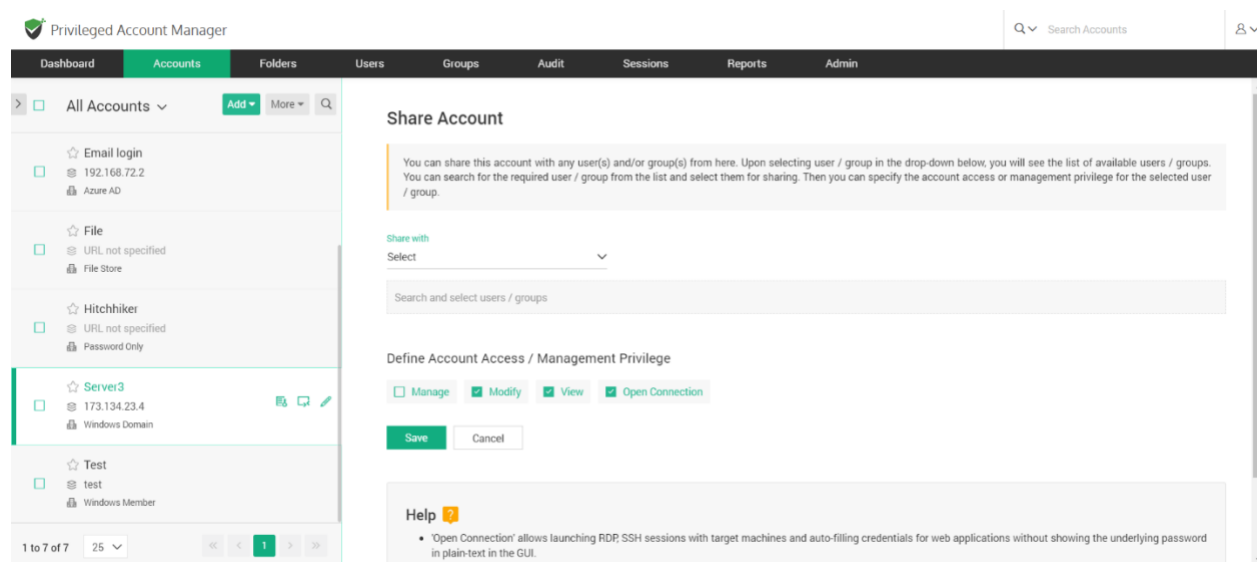 Privileged Account Manager
Search Accounts
Dashboard Accounts Folders Users Groups Audit Sessions Reports Admin
All Accounts
Add More
Email login
192.168.72.2
Azure AD
File
URL not specified
File Store
Hitchhiker
URL not specified
Password Only
Server3
173.134.23.4
Windows Domain
Test
test
Windows Member
1 to 7 of 7 25 « < 1 > »
Share Account
You can share this account with any user(s) and/or group(s) from here. Upon selecting user / group in the drop-down below, you will see the list of available users / groups.
You can search for the required user / group from the list and select them for sharing. Then you can specify the account access or management privilege for the selected user
/ group.
Share with
Select
Search and select users / groups
Define Account Access / Management Privilege
Manage Modify View Open Connection
Save Cancel
Help ?
• 'Open Connection' allows launching RDP, SSH sessions with target machines and auto-filling credentials for web applications without showing the underlying password
in plain-text in the GUI.